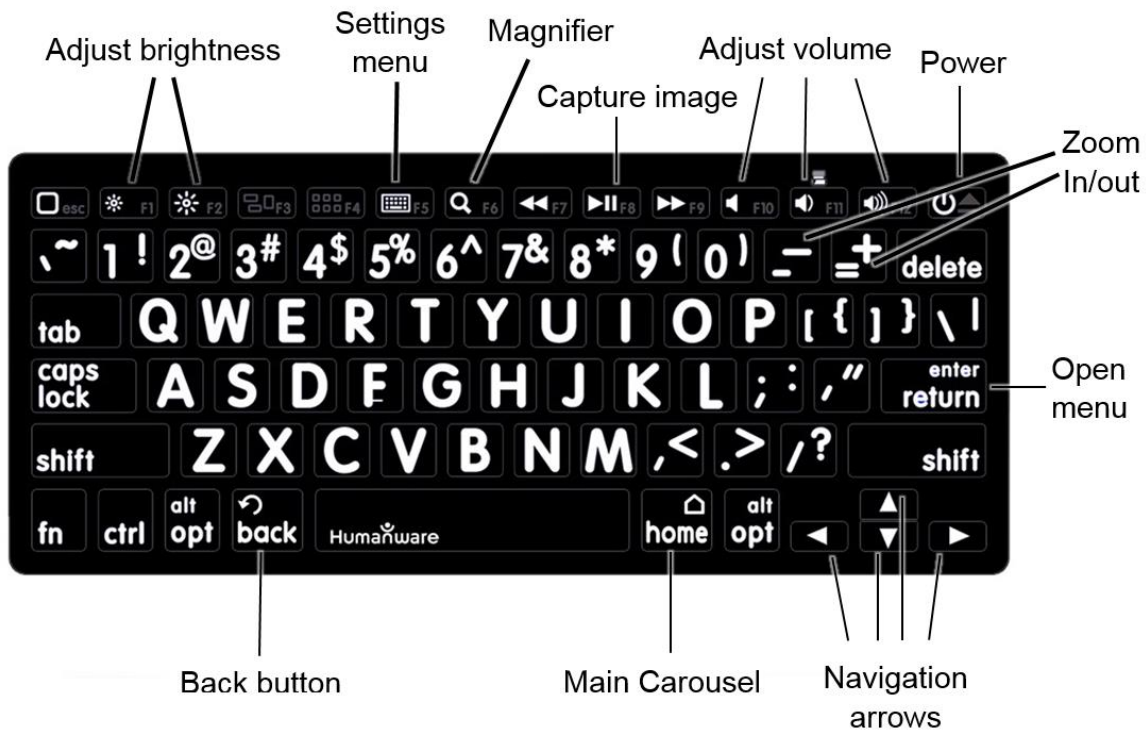 Adjust brightness
Settings
menu
Magnifier
Capture image
Adjust volume
Power
Zoom
In/out
esc F1 F2 F3 F4 F5 F6 F7 F8 F9 F10 F11 F12
`~ 1! 2@ 3# 4$ 5% 6^ 7& 8* 9( 0) -_ =+ delete
tab Q W E R T Y U I O P [{ ]} \|
caps
lock A S D F G H J K L ;: '" enter
return
Open
menu
shift Z X C V B N M ,< .> /? shift
fn ctrl alt
opt back HumanWare home alt
opt
Back button
Main Carousel
Navigation
arrows